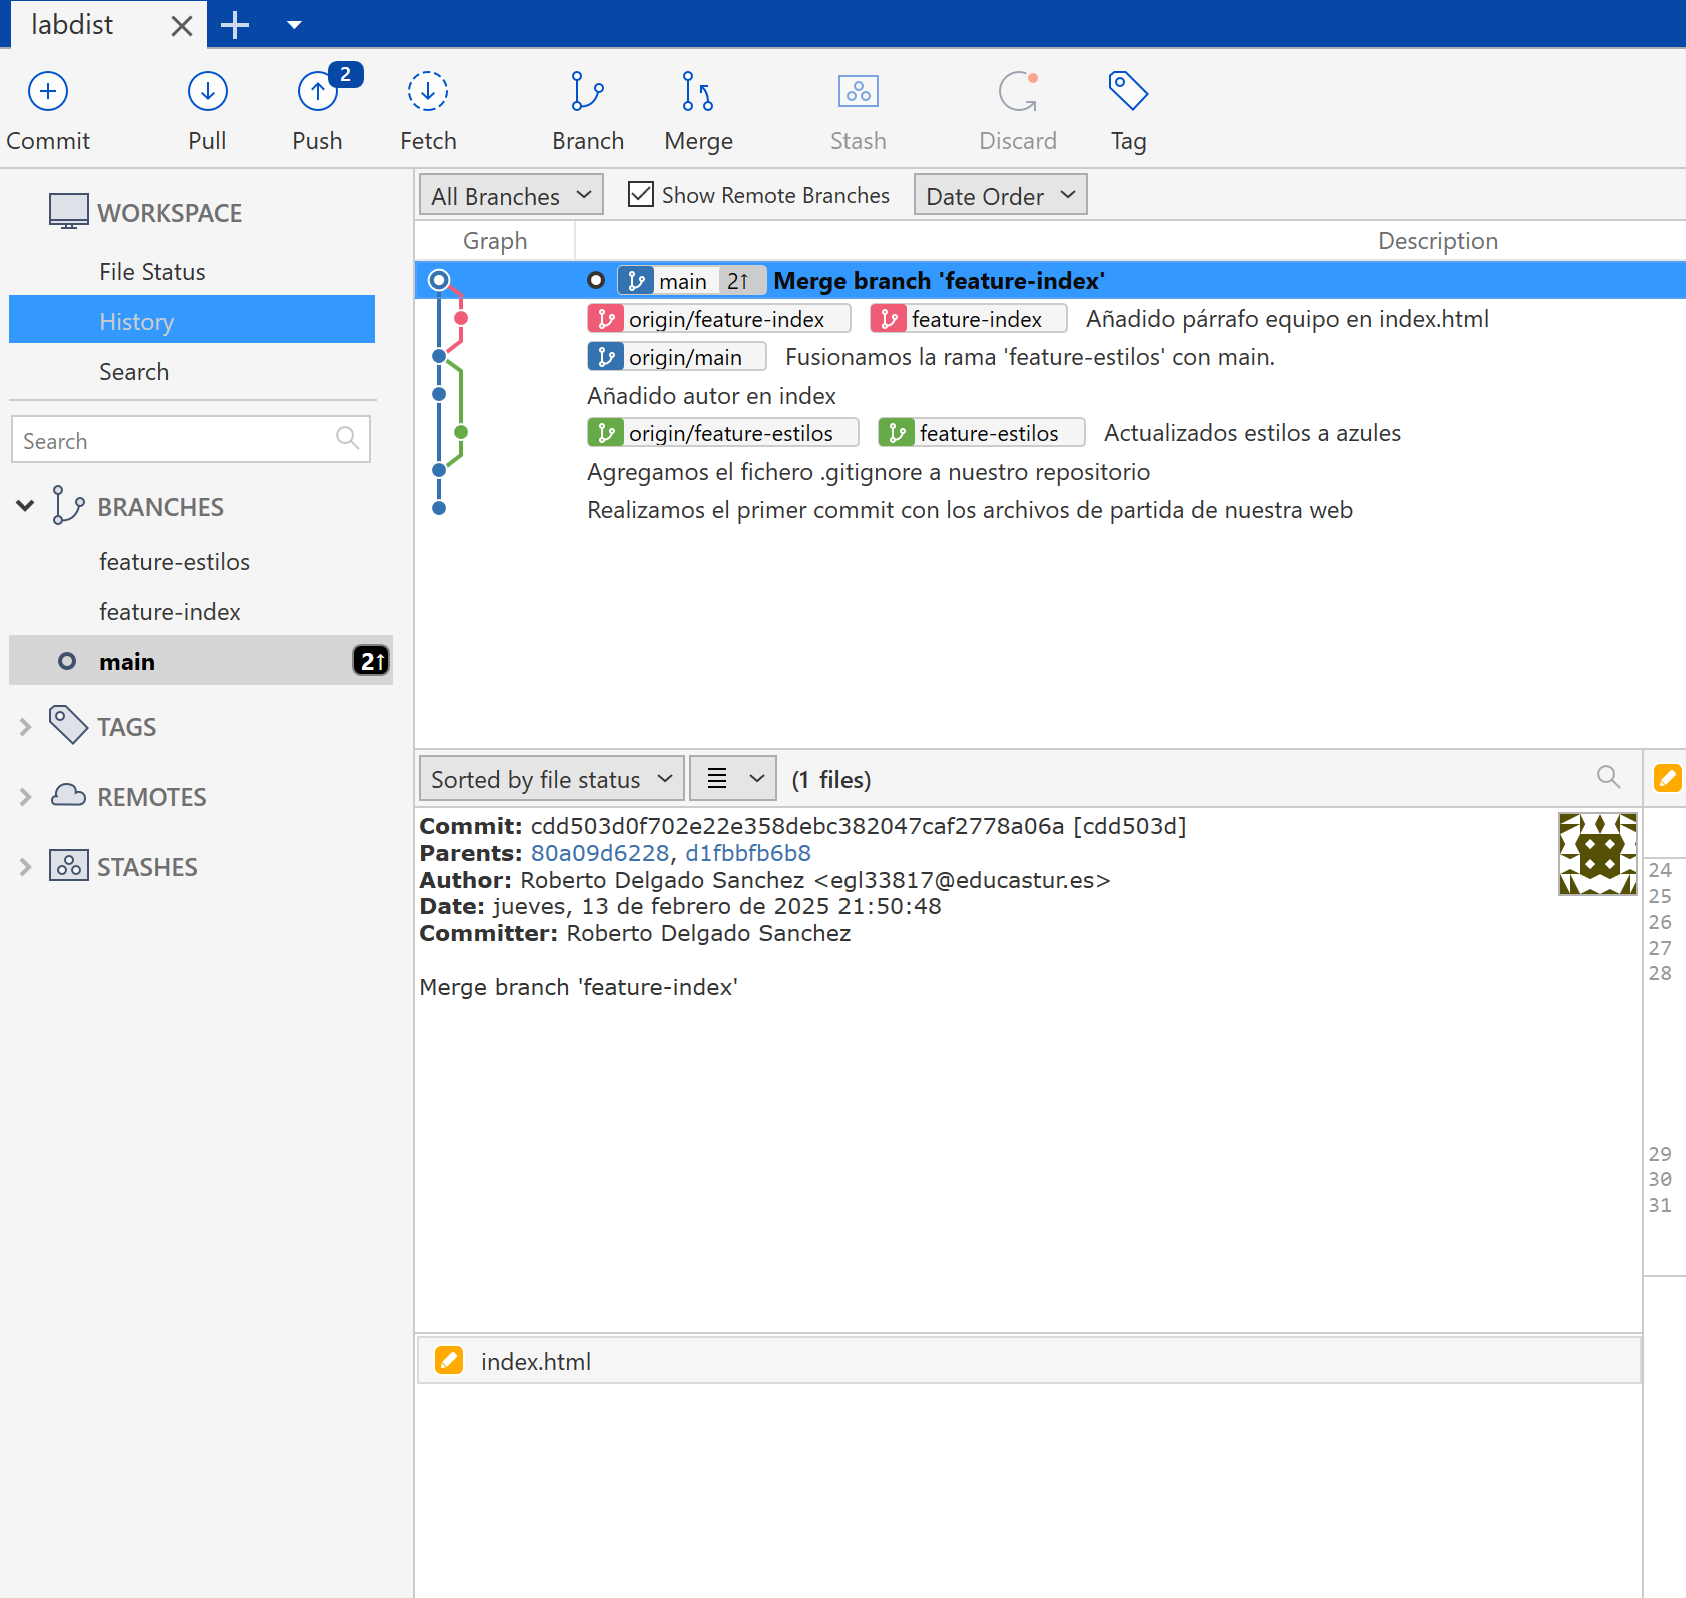 labdist
2
Commit Pull Push Fetch Branch Merge Stash Discard Tag
WORKSPACE
File Status
History
Search
Search
BRANCHES
feature-estilos
feature-index
main 2↑
TAGS
REMOTES
STASHES
All Branches Show Remote Branches Date Order
Graph Description
main 2↑ Merge branch 'feature-index'
origin/feature-index feature-index Añadido párrafo equipo en index.html
origin/main Fusionamos la rama 'feature-estilos' con main.
Añadido autor en index
origin/feature-estilos feature-estilos Actualizados estilos a azules
Agregamos el fichero .gitignore a nuestro repositorio
Realizamos el primer commit con los archivos de partida de nuestra web
Sorted by file status (1 files)
Commit: cdd503d0f702e22e358debc382047caf2778a06a [cdd503d]
Parents: 80a09d6228, d1fbbfb6b8
Author: Roberto Delgado Sanchez <egl33817@educastur.es>
Date: jueves, 13 de febrero de 2025 21:50:48
Committer: Roberto Delgado Sanchez
Merge branch 'feature-index'
index.html
24
25
26
27
28
29
30
31